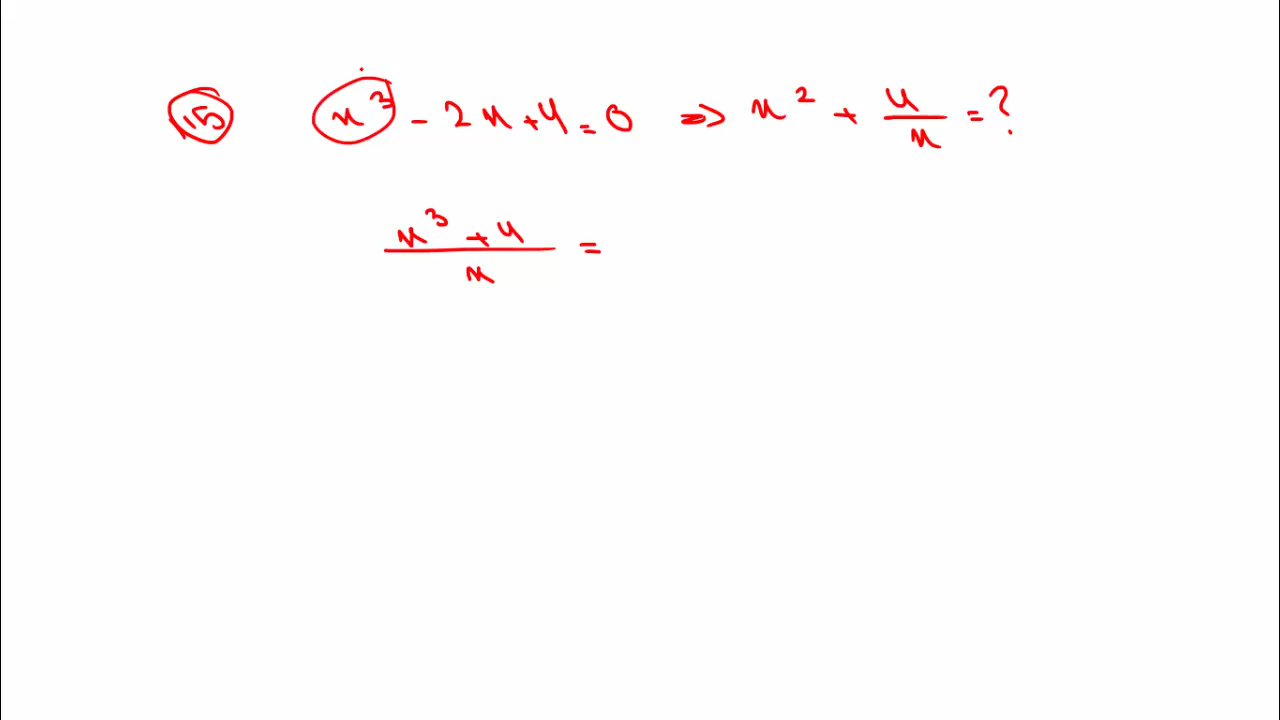 15 x³ - 2x + 4 = 0 ⇒ x² + 4/x = ?
x³ + 4 / x =